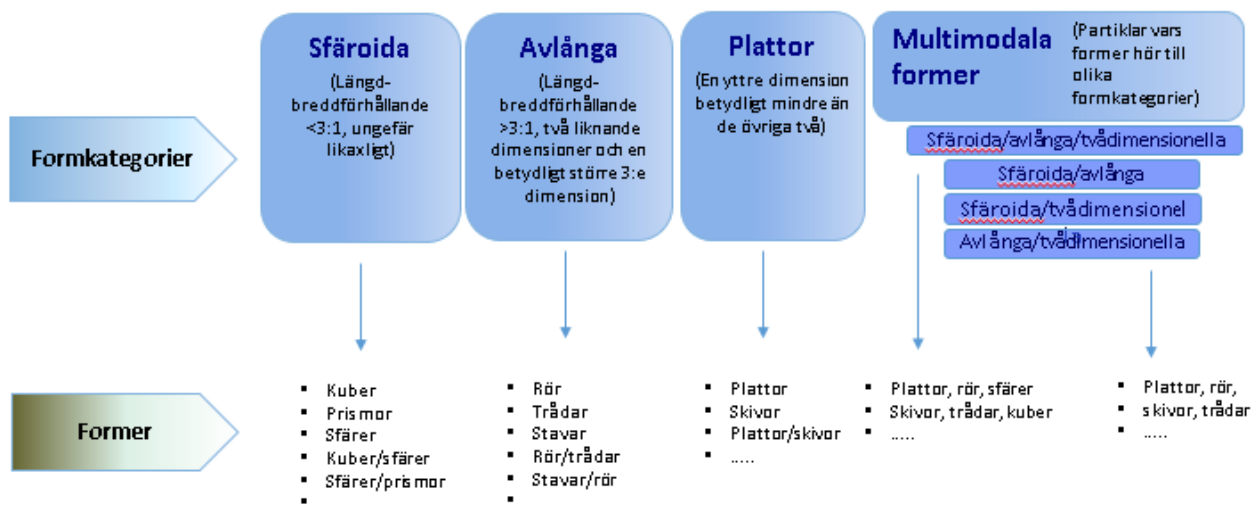 Formkategorier
Sfäroida
(Längd-
breddförhållande
<3:1, ungefär
likaxligt)
Avlånga
(Längd-
breddförhållande
>3:1, två liknande
dimensioner och en
betydligt större 3:e
dimension)
Plattor
(En yttre dimension
betydligt mindre än
de övriga två)
Multimodala
former
(Partiklar vars
former hör till
olika
formkategorier)
Sfäroida/avlånga/tvådimensionella
Sfäroida/avlånga
Sfäroida/tvådimensionel
Avlånga/tvådimensionella
Former
▪ Kuber
▪ Prismor
▪ Sfärer
▪ Kuber/sfärer
▪ Sfärer/prismor
▪
▪ Rör
▪ Trådar
▪ Stavar
▪ Rör/trådar
▪ Stavar/rör
▪
▪ Plattor
▪ Skivor
▪ Plattor/skivor
▪ .....
▪ Plattor, rör, sfärer
▪ Skivor, trådar, kuber
▪ .....
▪ Plattor, rör,
▪ skivor, trådar
▪ .....